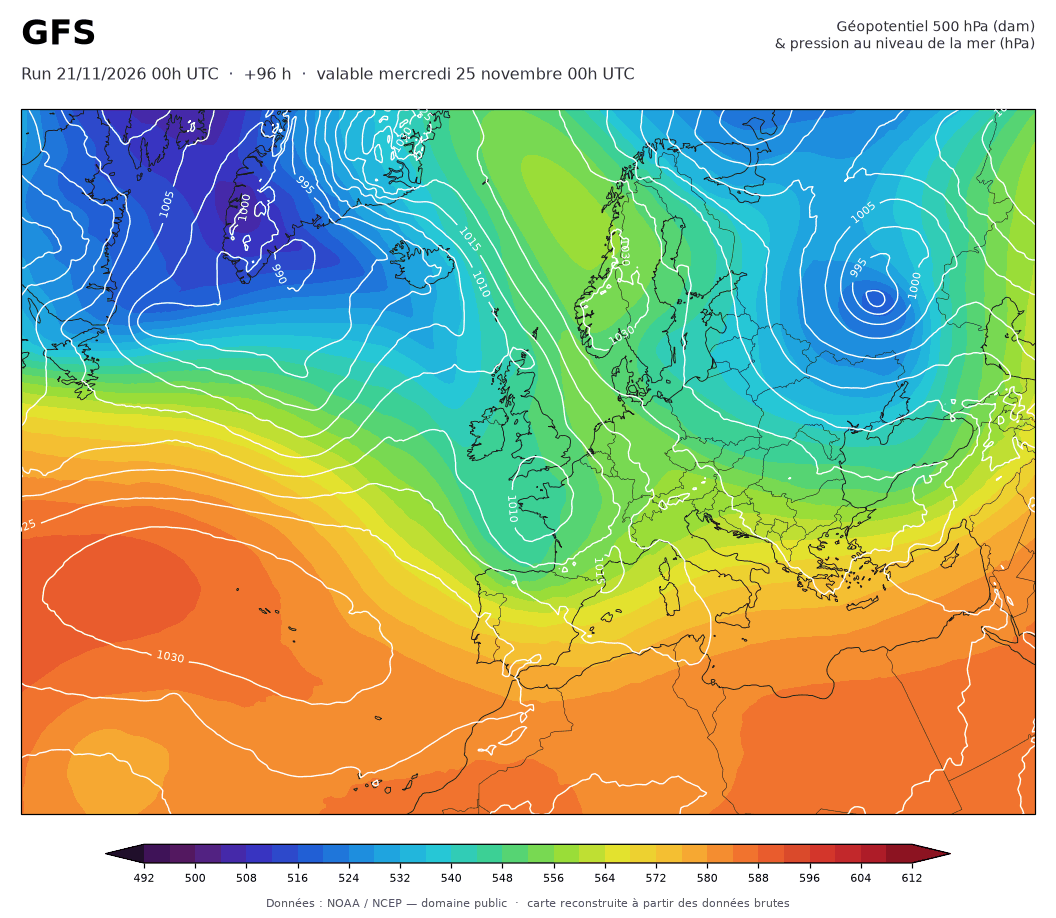 GFS
Géopotentiel 500 hPa (dam)
& pression au niveau de la mer (hPa)
Run 21/11/2026 00h UTC · +96 h · valable mercredi 25 novembre 00h UTC
995
1005
1000
1015
1005
990
1010
995
1000
1030
1030
1010
1030
492 500 508 516 524 532 540 548 556 564 572 580 588 596 604 612
Données : NOAA / NCEP — domaine public · carte reconstruite à partir des données brutes